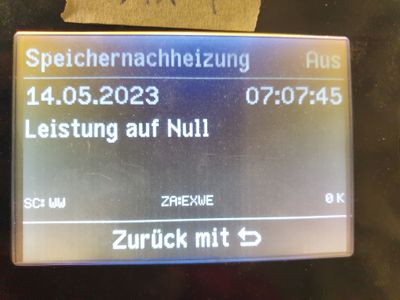 Speichernachheizung Aus
14.05.2023 07:07:45
Leistung auf Null
SC:WW ZA:EXWE 0 K
Zurück mit ⮌